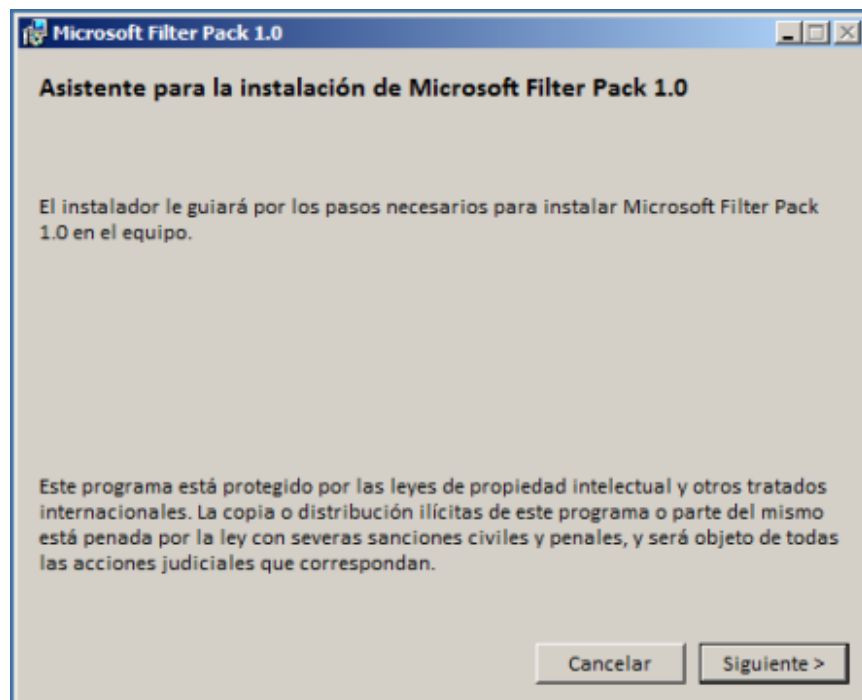 Microsoft Filter Pack 1.0
Asistente para la instalación de Microsoft Filter Pack 1.0
El instalador le guiará por los pasos necesarios para instalar Microsoft Filter Pack
1.0 en el equipo.
Este programa está protegido por las leyes de propiedad intelectual y otros tratados
internacionales. La copia o distribución ilícitas de este programa o parte del mismo
está penada por la ley con severas sanciones civiles y penales, y será objeto de todas
las acciones judiciales que correspondan.
Cancelar
Siguiente >